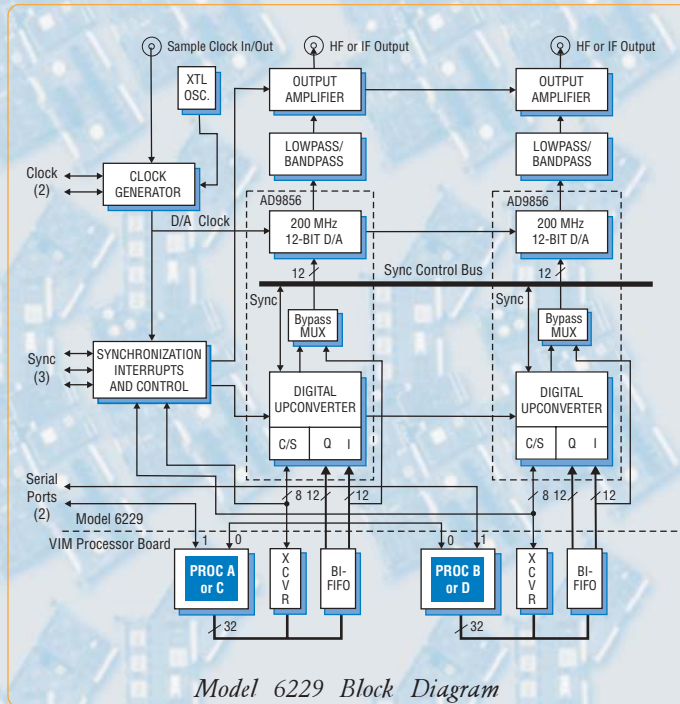 Sample Clock In/Out
HF or IF Output
HF or IF Output
XTL
OSC.
OUTPUT
AMPLIFIER
OUTPUT
AMPLIFIER
LOWPASS/
BANDPASS
LOWPASS/
BANDPASS
Clock
(2)
CLOCK
GENERATOR
AD9856
AD9856
D/A Clock
200 MHz
12-BIT D/A
200 MHz
12-BIT D/A
12
Sync Control Bus
12
Sync
Sync
Bypass
MUX
Bypass
MUX
Sync
(3)
SYNCHRONIZATION
INTERRUPTS
AND CONTROL
DIGITAL
UPCONVERTER
DIGITAL
UPCONVERTER
C/S Q I
C/S Q I
Serial
Ports
(2)
8 12 12
8 12 12
Model 6229
VIM Processor Board
1 0
0 1
PROC A
or C
X
C
V
R
BI-
FIFO
PROC B
or D
X
C
V
R
BI-
FIFO
32
32
Model 6229 Block Diagram